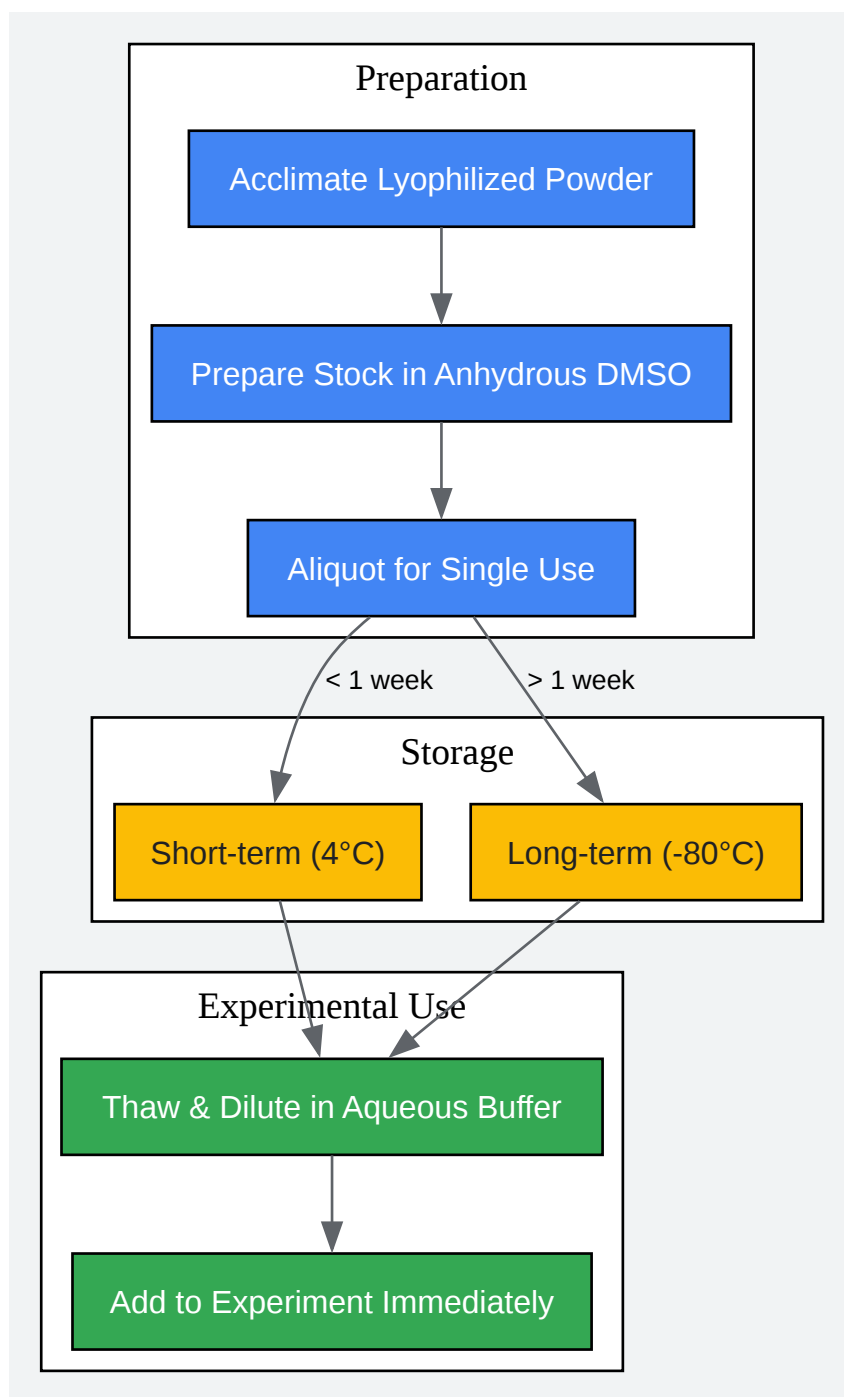 Preparation
Acclimate Lyophilized Powder
Prepare Stock in Anhydrous DMSO
Aliquot for Single Use
< 1 week
> 1 week
Storage
Short-term (4°C)
Long-term (-80°C)
Experimental Use
Thaw & Dilute in Aqueous Buffer
Add to Experiment Immediately